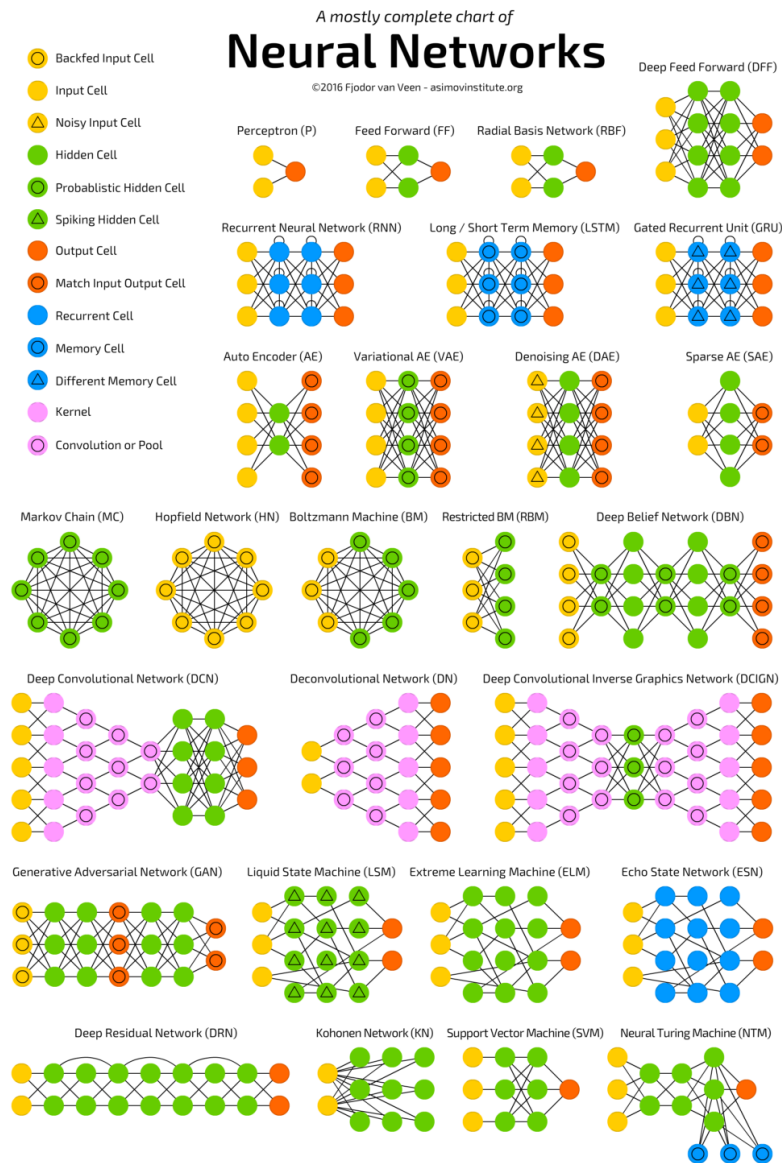 A mostly complete chart of
Neural Networks
©2016 Fjodor van Veen - asimovinstitute.org
Backfed Input Cell
Input Cell
Noisy Input Cell
Hidden Cell
Probablistic Hidden Cell
Spiking Hidden Cell
Output Cell
Match Input Output Cell
Recurrent Cell
Memory Cell
Different Memory Cell
Kernel
Convolution or Pool
Deep Feed Forward (DFF)
Perceptron (P)
Feed Forward (FF)
Radial Basis Network (RBF)
Recurrent Neural Network (RNN)
Long / Short Term Memory (LSTM)
Gated Recurrent Unit (GRU)
Auto Encoder (AE)
Variational AE (VAE)
Denoising AE (DAE)
Sparse AE (SAE)
Markov Chain (MC)
Hopfield Network (HN)
Boltzmann Machine (BM)
Restricted BM (RBM)
Deep Belief Network (DBN)
Deep Convolutional Network (DCN)
Deconvolutional Network (DN)
Deep Convolutional Inverse Graphics Network (DCIGN)
Generative Adversarial Network (GAN)
Liquid State Machine (LSM)
Extreme Learning Machine (ELM)
Echo State Network (ESN)
Deep Residual Network (DRN)
Kohonen Network (KN)
Support Vector Machine (SVM)
Neural Turing Machine (NTM)